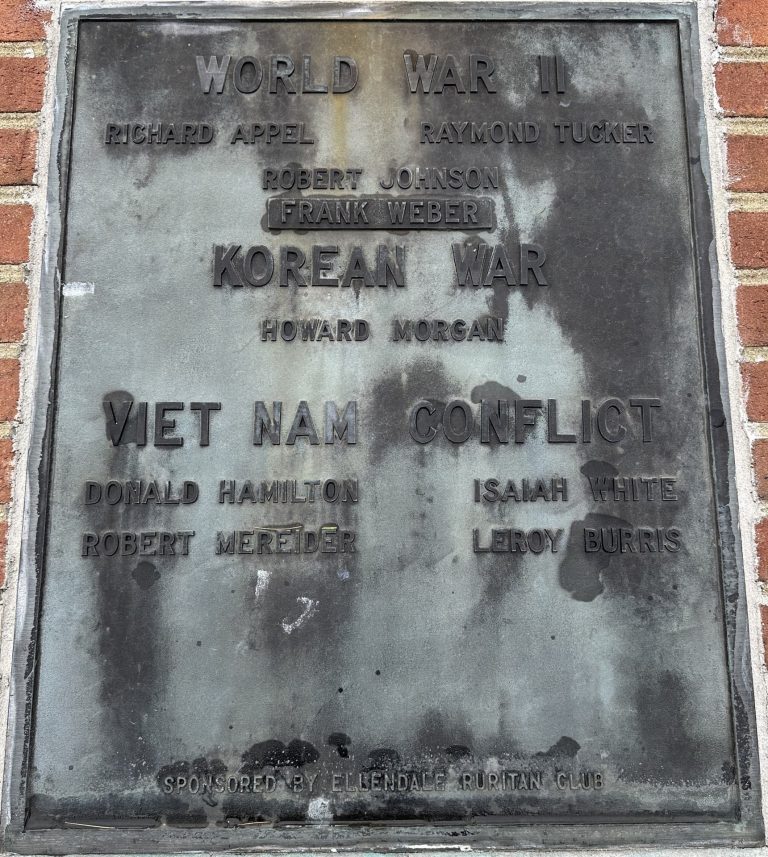 WORLD WAR II
RICHARD APPEL RAYMOND TUCKER
ROBERT JOHNSON
FRANK WEBER
KOREAN WAR
HOWARD MORGAN
VIET NAM CONFLICT
DONALD HAMILTON ISAIAH WHITE
ROBERT MEREIDER LEROY BURRIS
SPONSORED BY ELLENDALE RURITAN CLUB